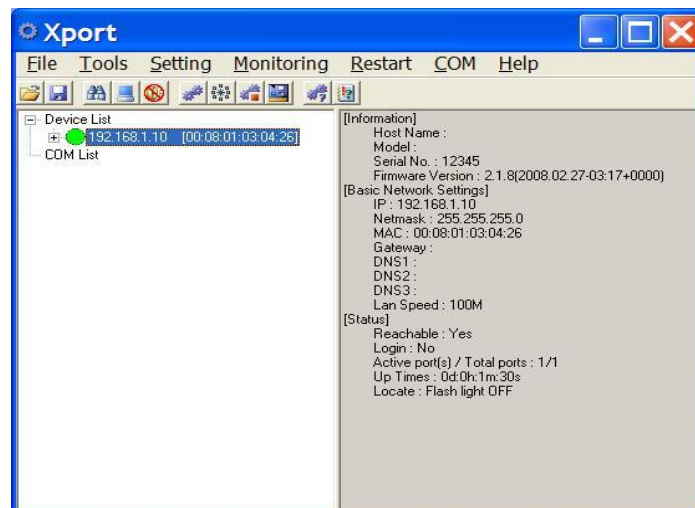 Xport
File Tools Setting Monitoring Restart COM Help
Device List
192.168.1.10 [00:08:01:03:04:26]
COM List
[Information]
Host Name :
Model :
Serial No. : 12345
Firmware Version : 2.1.8(2008.02.27-03:17+0000)
[Basic Network Settings]
IP : 192.168.1.10
Netmask : 255.255.255.0
MAC : 00:08:01:03:04:26
Gateway :
DNS1 :
DNS2 :
DNS3 :
Lan Speed : 100M
[Status]
Reachable : Yes
Login : No
Active port(s) / Total ports : 1/1
Up Times : 0d:0h:1m:30s
Locate : Flash light OFF